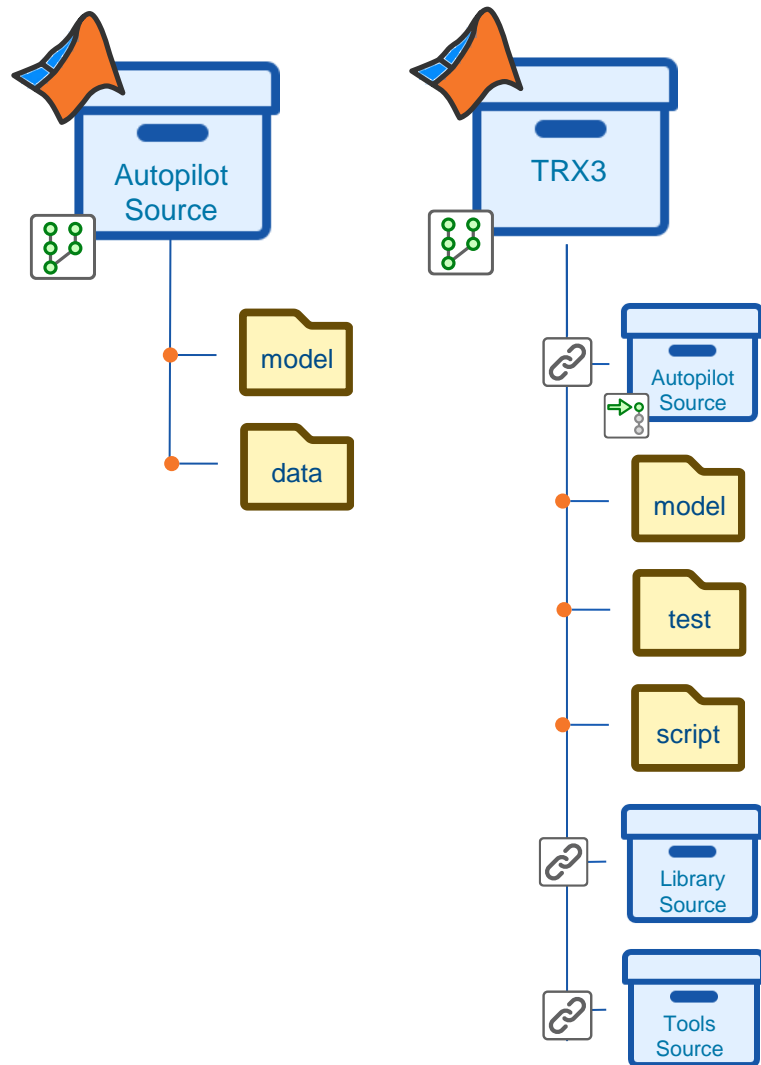 Autopilot
Source
model
data
TRX3
Autopilot
Source
model
test
script
Library
Source
Tools
Source